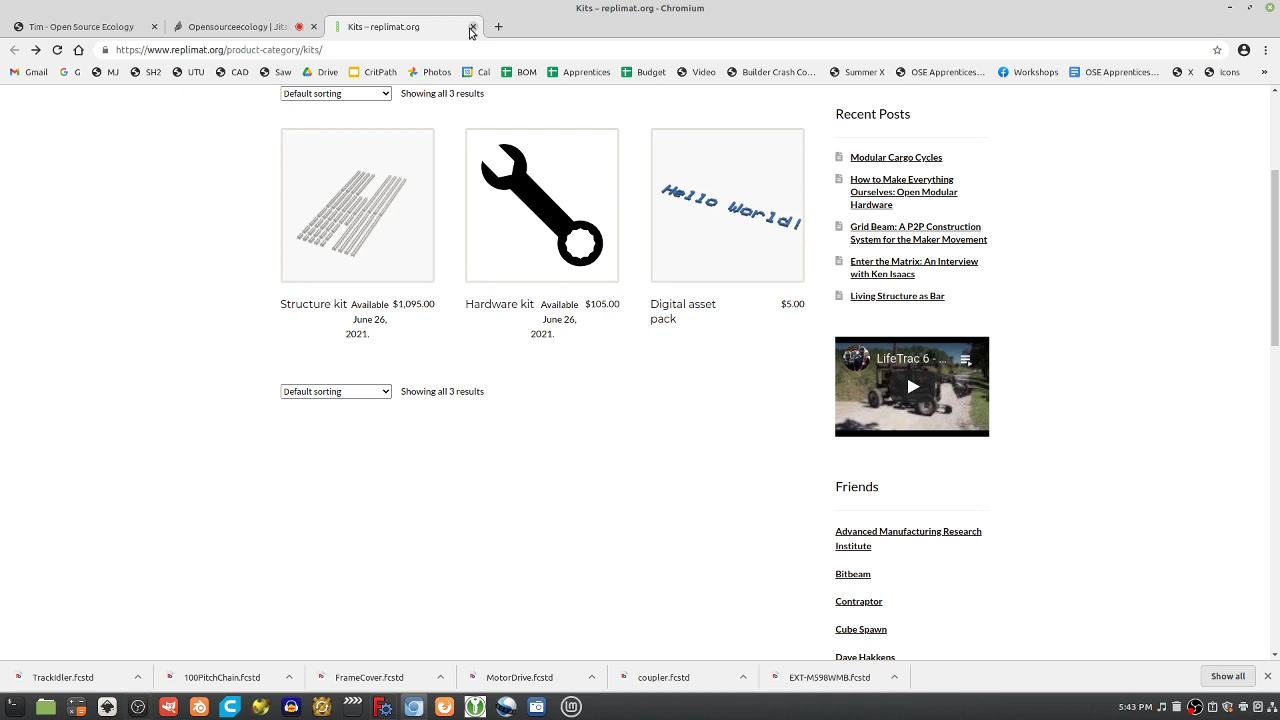 Kits – replimat.org - Chromium
Tim - Open Source Ecology
Opensourceecology | Jits
Kits – replimat.org
https://www.replimat.org/product-category/kits/
Gmail
G
MJ
SH2
UTU
CAD
Saw
Drive
CritPath
Photos
Cal
BOM
Apprentices
Budget
Video
Builder Crash Co...
Summer X
OSE Apprentices...
Workshops
OSE Apprentices...
X
Icons
»
Default sorting
Showing all 3 results
Hello World!
Structure kit
Available June 26, 2021.
$1,095.00
Hardware kit
Available June 26, 2021.
$105.00
Digital asset
pack
$5.00
Default sorting
Showing all 3 results
Recent Posts
Modular Cargo Cycles
How to Make Everything
Ourselves: Open Modular
Hardware
Grid Beam: A P2P Construction
System for the Maker Movement
Enter the Matrix: An Interview
with Ken Isaacs
Living Structure as Bar
LifeTrac 6 - ...
Friends
Advanced Manufacturing Research
Institute
Bitbeam
Contraptor
Cube Spawn
Dave Hakkens
TrackIdler.fcstd
100PitchChain.fcstd
FrameCover.fcstd
MotorDrive.fcstd
coupler.fcstd
EXT-M598WMB.fcstd
Show all
5:43 PM